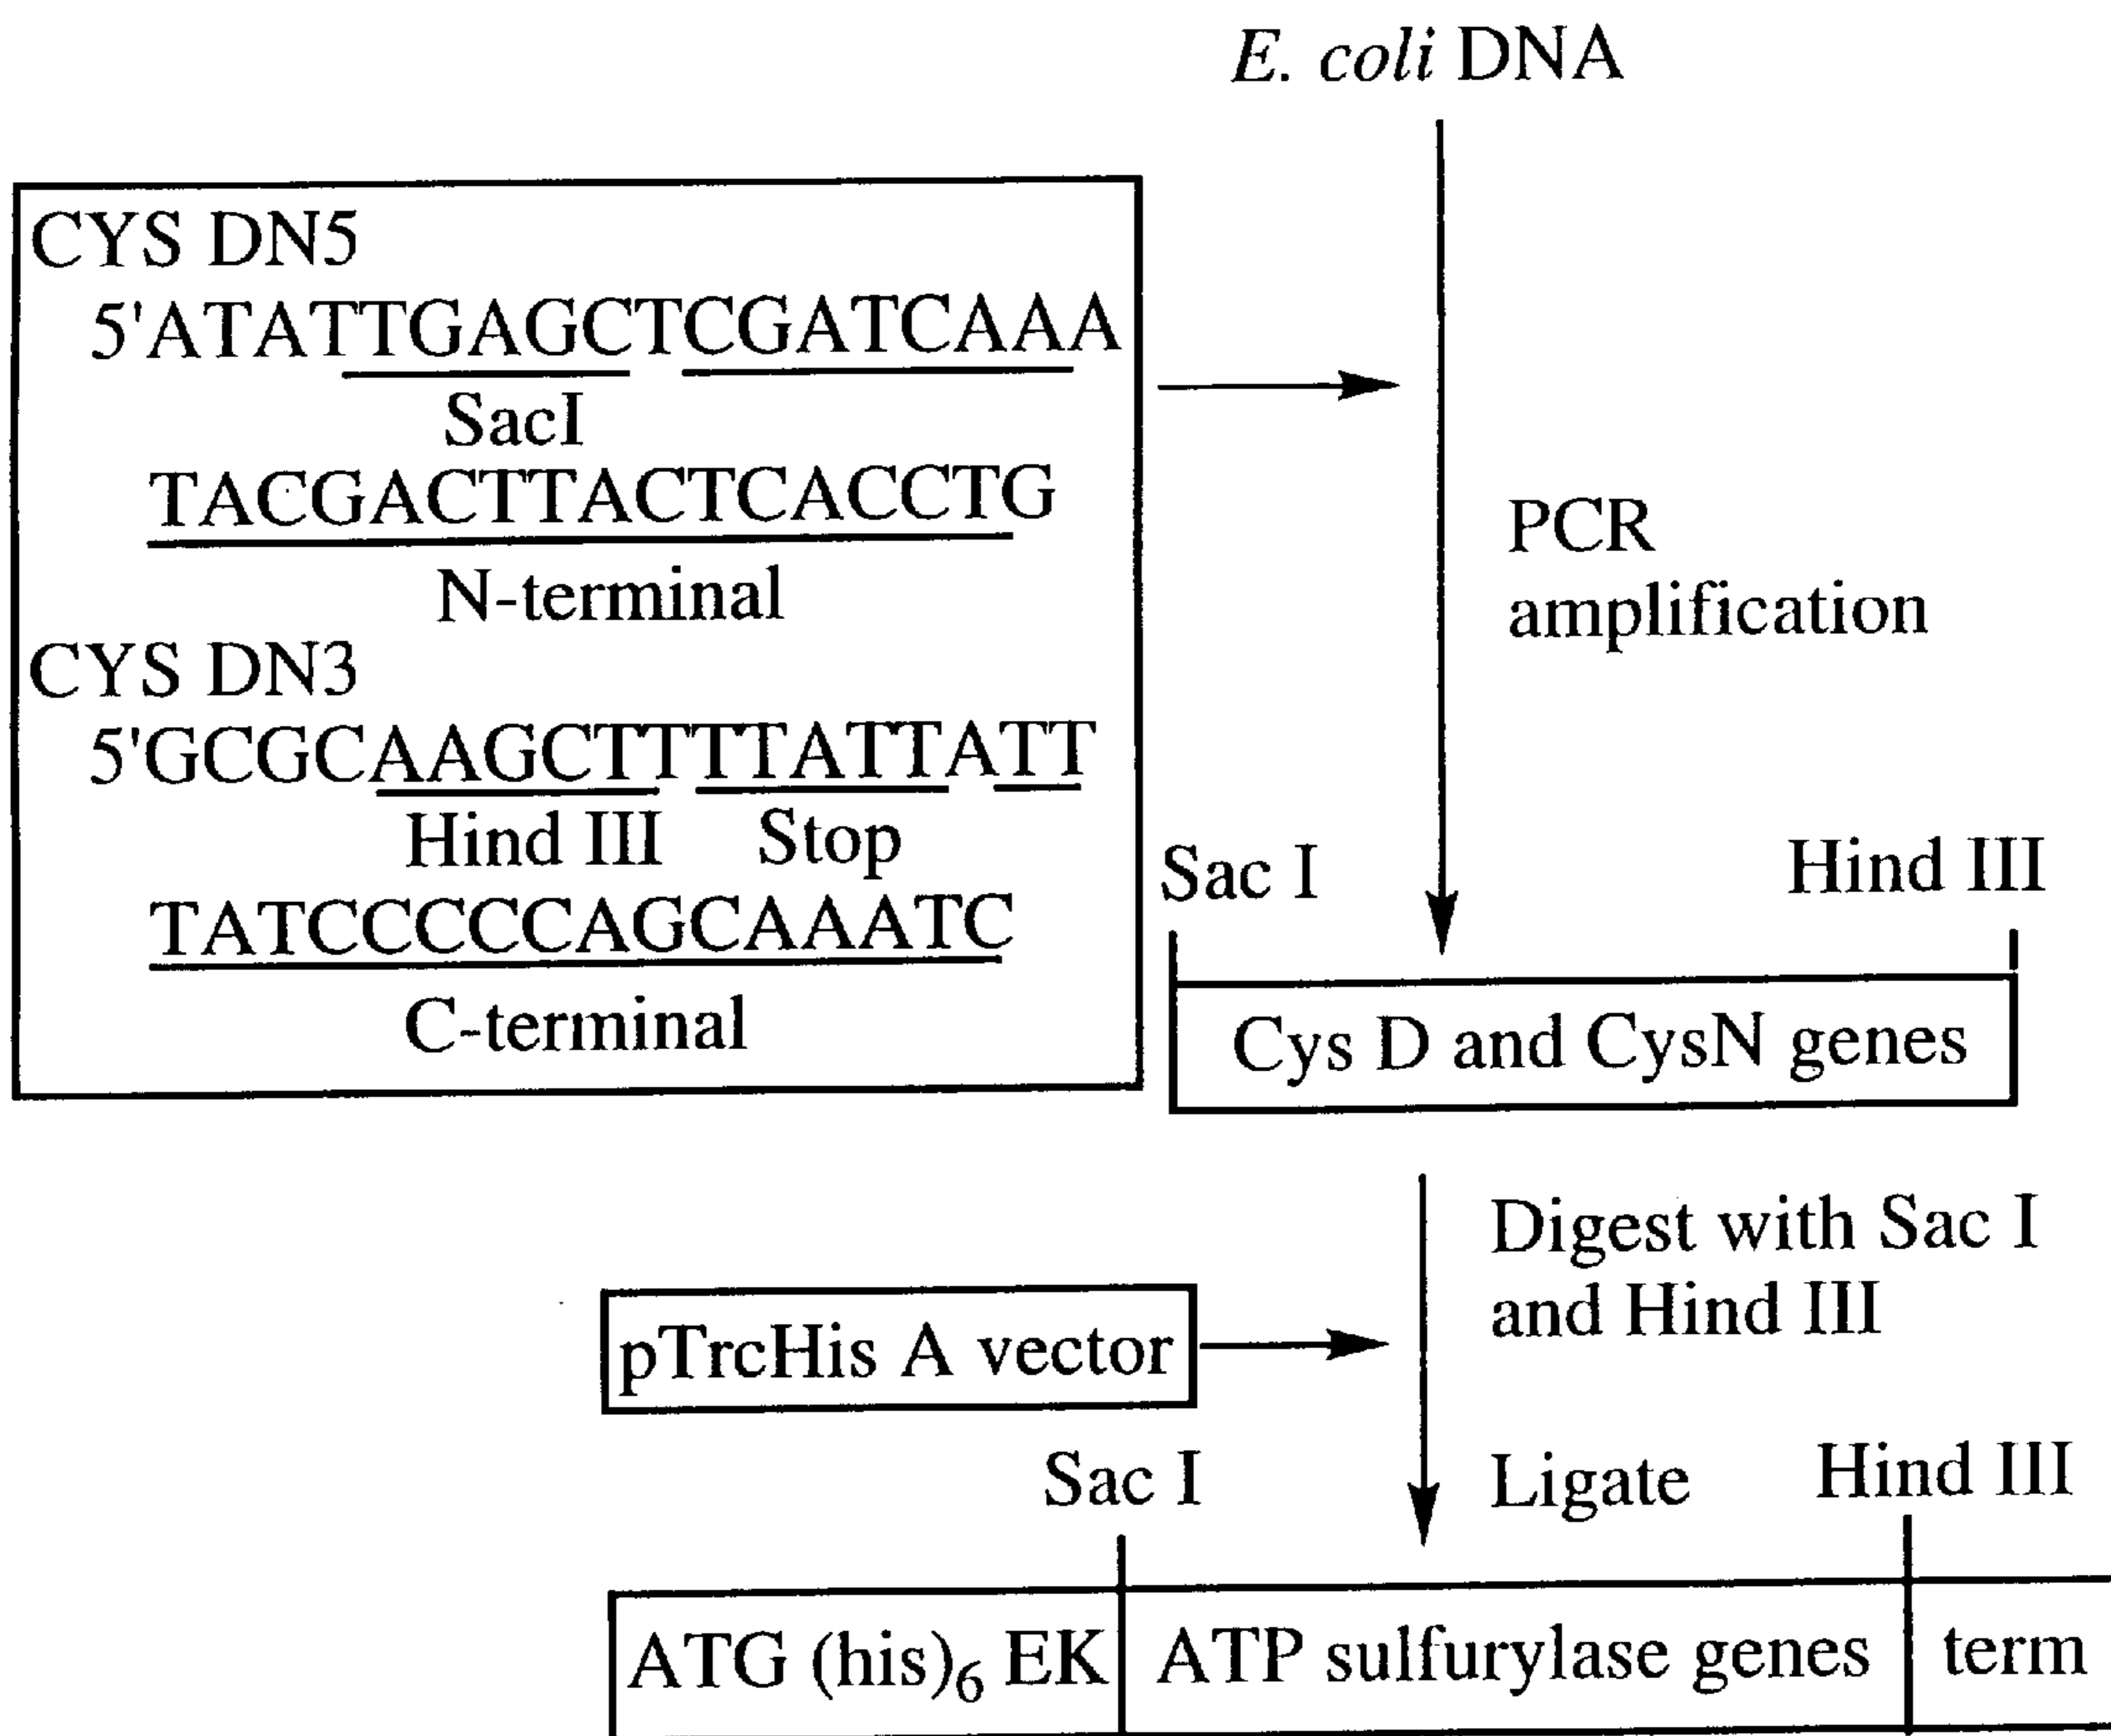 E. coli DNA
CYS DN5
5'ATATTGAGCTCGATCAAA
SacI
TACGACTTACTCACCTG
N-terminal
CYS DN3
5'GCGCAAGCTTTTATTATT
Hind III Stop
TATCCCCCAGCAAATC
C-terminal
PCR
amplification
Sac I
Hind III
Cys D and CysN genes
Digest with Sac I
and Hind III
pTrcHis A vector
Ligate
Sac I
Hind III
ATG (his)6 EK
ATP sulfurylase genes
term